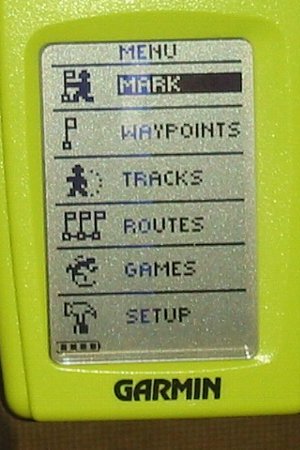 MENU
MARK
WAYPOINTS
TRACKS
ROUTES
GAMES
SETUP
GARMIN